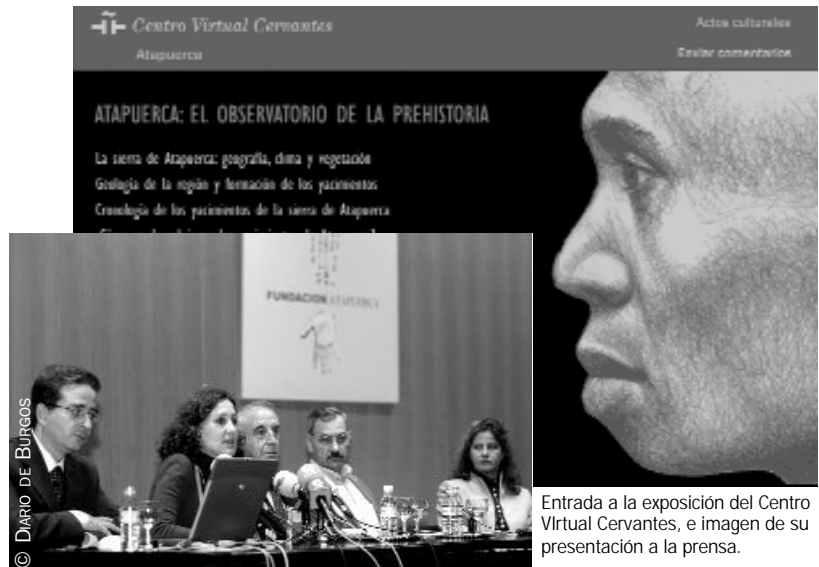 Centro Virtual Cervantes
Actos culturales
Atapuerca
Enviar comentarios
ATAPUERCA: EL OBSERVATORIO DE LA PREHISTORIA
La sierra de Atapuerca: geografía, clima y vegetación
Geología de la región y formación de los yacimientos
Cronología de los yacimientos de la sierra de Atapuerca
FUNDACION ATAPUERCA
© DIARIO DE BURGOS
Entrada a la exposición del Centro
VIrtual Cervantes, e imagen de su
presentación a la prensa.